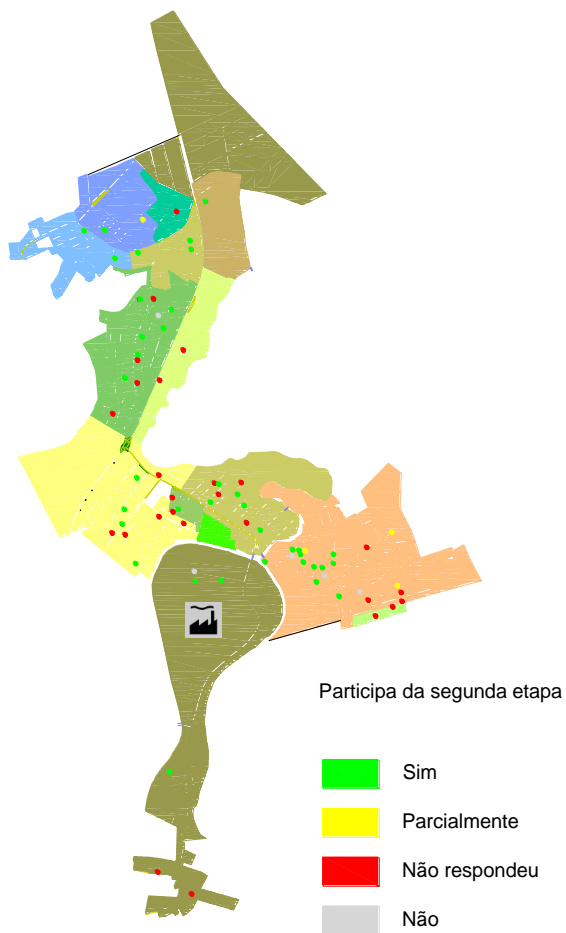 Participa da segunda etapa
Sim
Parcialmente
Não respondeu
Não